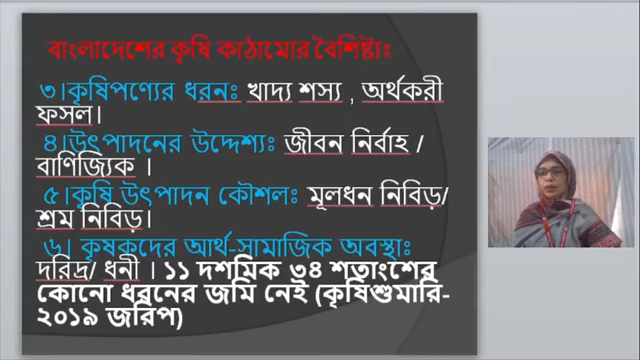 বাংলাদেশের কৃষি কাঠামোর বৈশিষ্ট্যঃ
৩।কৃষিপণ্যের ধরনঃ খাদ্য শস্য , অর্থকরী
ফসল।
৪।উৎপাদনের উদ্দেশ্যঃ জীবন নির্বাহ /
বাণিজ্যিক ।
৫।কৃষি উৎপাদন কৌশলঃ মূলধন নিবিড়/
শ্রম নিবিড়।
৬। কৃষকদের আর্থ-সামাজিক অবস্থাঃ
দরিদ্র/ ধনী । ১১ দশমিক ৩৪ শতাংশের
কোনো ধরনের জমি নেই (কৃষিশুমারি-
২০১৯ জরিপ)